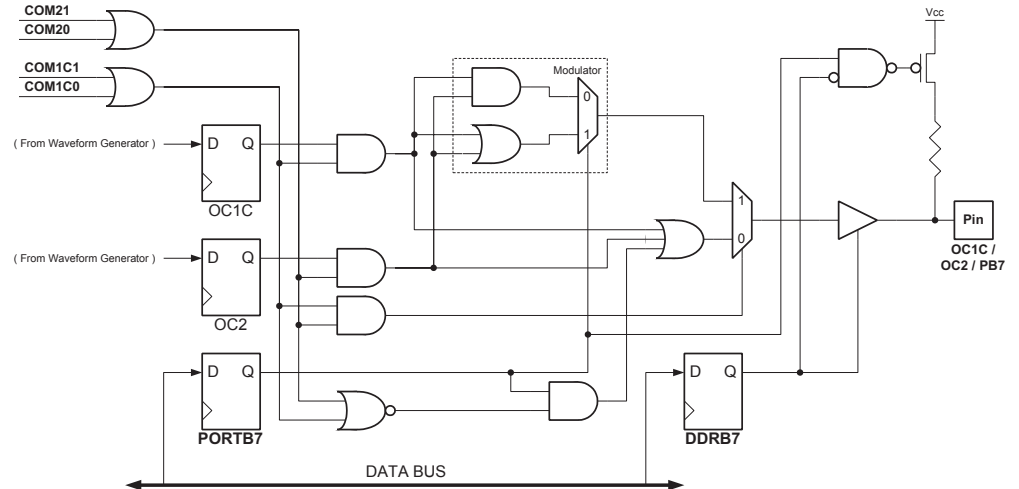 COM21
COM20
Vcc
COM1C1
COM1C0
Modulator
0
1
( From Waveform Generator )
D Q
OC1C
1
0
Pin
OC1C /
OC2 / PB7
( From Waveform Generator )
D Q
OC2
D Q
PORTB7
D Q
DDRB7
DATA BUS